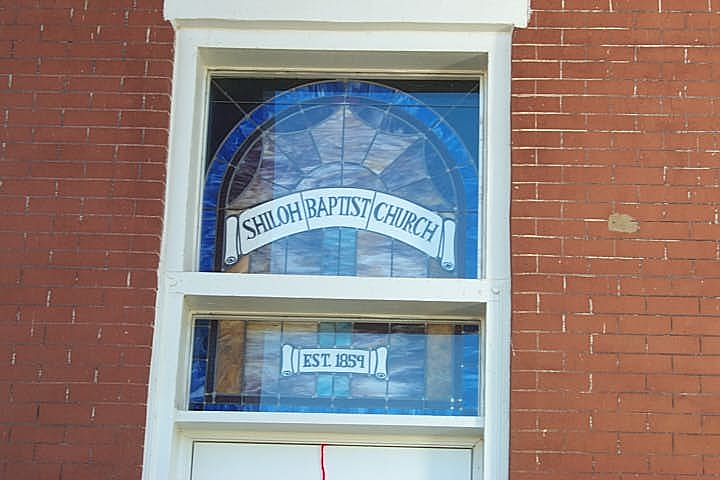 SHILOH BAPTIST CHURCH
EST. 1859